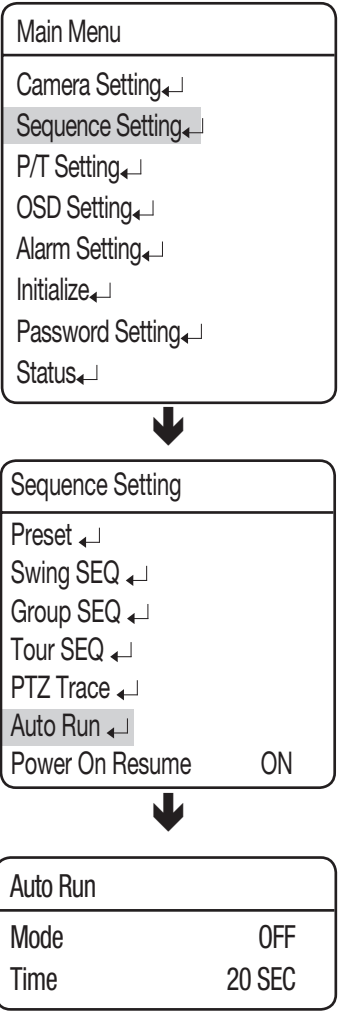 Main Menu
Camera Setting↵
Sequence Setting↵
P/T Setting↵
OSD Setting↵
Alarm Setting↵
Initialize↵
Password Setting↵
Status↵
Sequence Setting
Preset ↵
Swing SEQ ↵
Group SEQ ↵
Tour SEQ ↵
PTZ Trace ↵
Auto Run ↵
Power On Resume ON
Auto Run
Mode OFF
Time 20 SEC